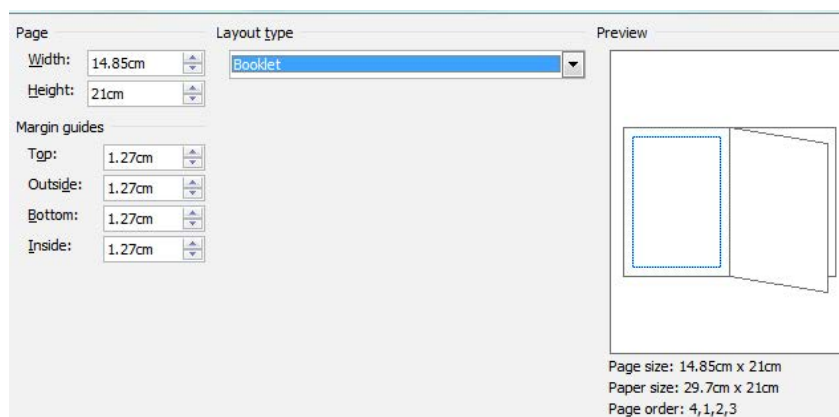 Page
Width: 14.85cm
Height: 21cm
Margin guides
Top: 1.27cm
Outside: 1.27cm
Bottom: 1.27cm
Inside: 1.27cm
Layout type
Booklet
Preview
Page size: 14.85cm x 21cm
Paper size: 29.7cm x 21cm
Page order: 4,1,2,3